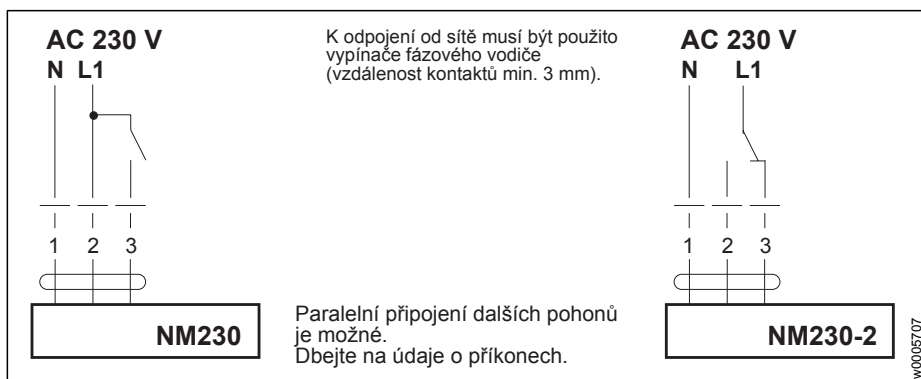 AC 230 V
N L1
1 2 3
NM230
K odpojení od sítě musí být použito
vypínače fázového vodiče
(vzdálenost kontaktů min. 3 mm).
Paralelní připojení dalších pohonů
je možné.
Dbejte na údaje o příkonech.
AC 230 V
N L1
1 2 3
NM230-2
w0005707